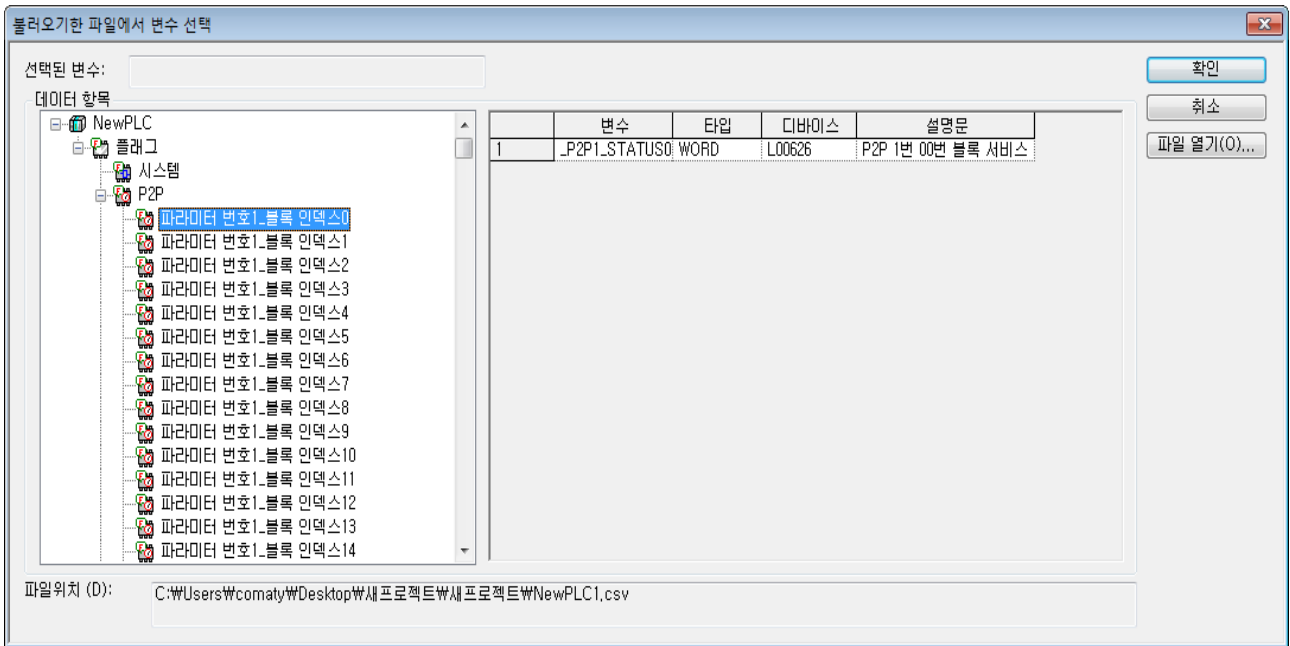 불러오기한 파일에서 변수 선택
선택된 변수:
확인
데이터 항목
취소
파일 열기(O)...
NewPLC
플래그
시스템
P2P
파라미터 번호1_블록 인덱스0
파라미터 번호1_블록 인덱스1
파라미터 번호1_블록 인덱스2
파라미터 번호1_블록 인덱스3
파라미터 번호1_블록 인덱스4
파라미터 번호1_블록 인덱스5
파라미터 번호1_블록 인덱스6
파라미터 번호1_블록 인덱스7
파라미터 번호1_블록 인덱스8
파라미터 번호1_블록 인덱스9
파라미터 번호1_블록 인덱스10
파라미터 번호1_블록 인덱스11
파라미터 번호1_블록 인덱스12
파라미터 번호1_블록 인덱스13
파라미터 번호1_블록 인덱스14
변수 타입 디바이스 설명문
1 _P2P1_STATUS0 WORD L00626 P2P 1번 00번 블록 서비스
파일위치 (D): C:₩Users₩comaty₩Desktop₩새프로젝트₩새프로젝트₩NewPLC1.csv